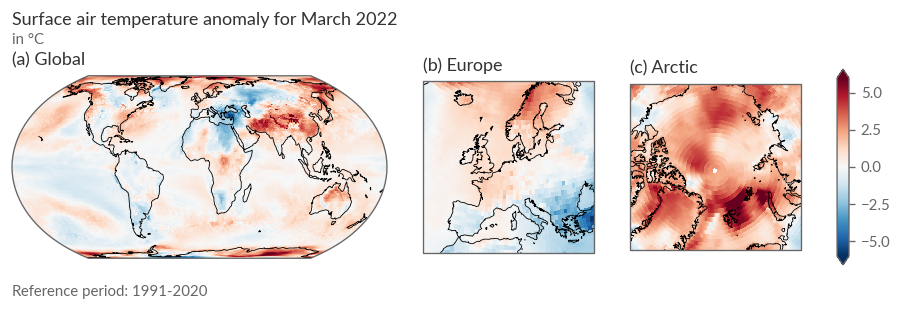 Surface air temperature anomaly for March 2022
in °C
(a) Global
(b) Europe
(c) Arctic
5.0
2.5
0.0
−2.5
−5.0
Reference period: 1991-2020